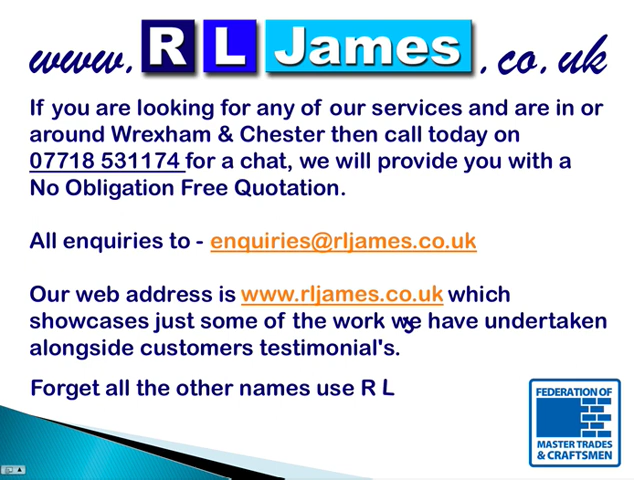 www. R L James .co.uk
If you are looking for any of our services and are in or
around Wrexham & Chester then call today on
07718 531174 for a chat, we will provide you with a
No Obligation Free Quotation.
All enquiries to - enquiries@rljames.co.uk
Our web address is www.rljames.co.uk which
showcases just some of the work we have undertaken
alongside customers testimonial's.
Forget all the other names use R L
FEDERATION OF
MASTER TRADES
& CRAFTSMEN